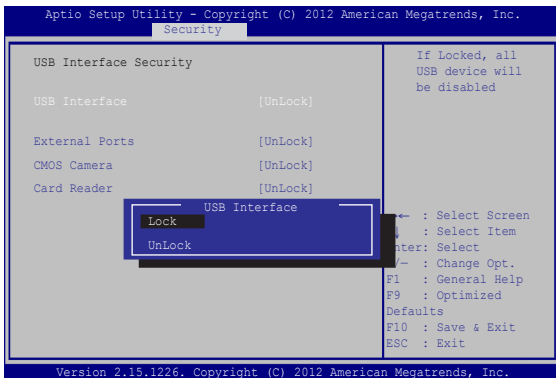 Aptio Setup Utility - Copyright (C) 2012 American Megatrends, Inc.
Security
USB Interface Security
USB Interface [UnLock]
External Ports [UnLock]
CMOS Camera [UnLock]
Card Reader [UnLock]
USB Interface
Lock
UnLock
If Locked, all
USB device will
be disabled
: Select Screen
: Select Item
: Select
: Change Opt.
F1 : General Help
F9 : Optimized
Defaults
F10 : Save & Exit
ESC : Exit
Version 2.15.1226. Copyright (C) 2012 American Megatrends, Inc.